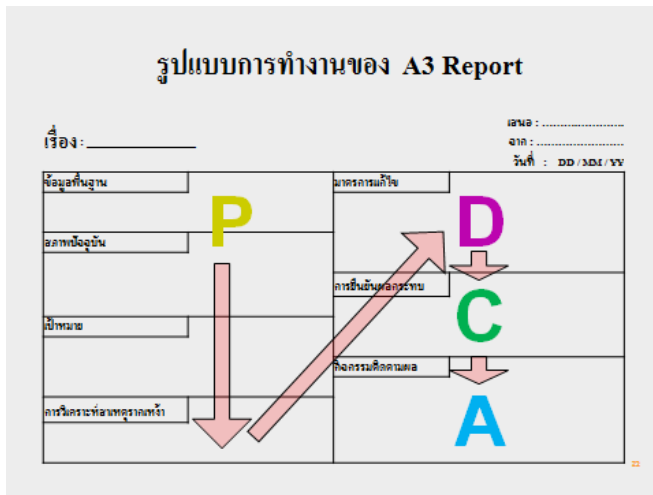 รูปแบบการทำงานของ A3 Report
เสนอ : ........................
เรื่อง : ____________
จาก : ........................
วันที่ : DD / MM / YY
ข้อมูลพื้นฐาน
มาตรการแก้ไข
P
D
สภาพปัจจุบัน
การยืนยันผลกระทบ
C
เป้าหมาย
กิจกรรมติดตามผล
การวิเคราะห์สาเหตุรากเหง้า
A
22